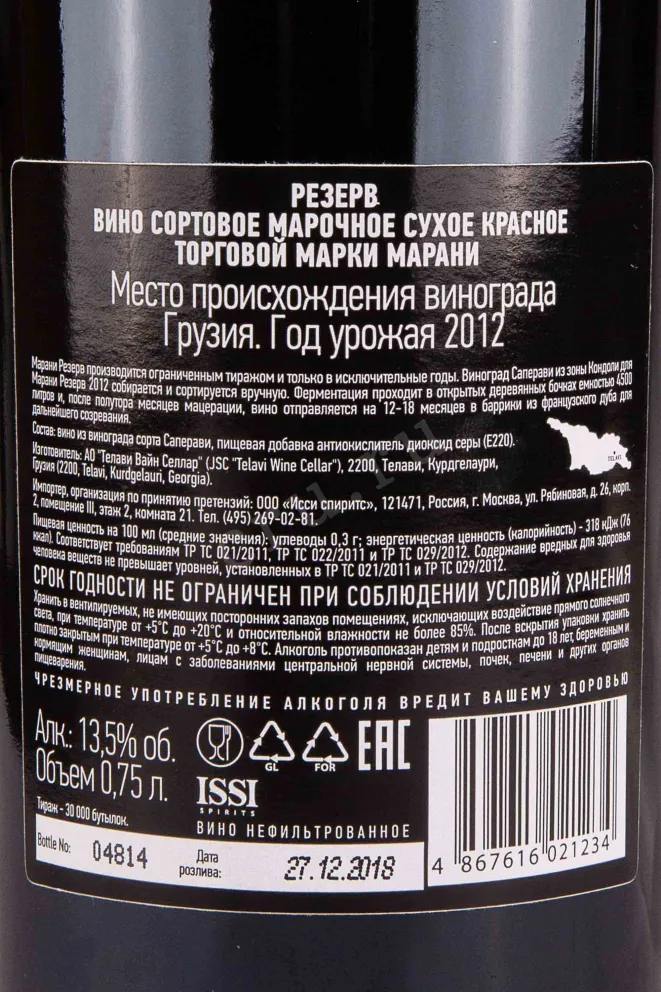 РЕЗЕРВ
ВИНО СОРТОВОЕ МАРОЧНОЕ СУХОЕ КРАСНОЕ
ТОРГОВОЙ МАРКИ МАРАНИ
Место происхождения винограда
Грузия. Год урожая 2012
Марани Резерв производится ограниченным тиражом и только в исключительные годы. Виноград Саперави из зоны Кондоли для
Марани Резерв 2012 собирается и сортируется вручную. Ферментация проходит в открытых деревянных бочках емкостью 4500
литров и, после полутора месяцев мацерации, вино отправляется на 12-18 месяцев в баррики из французского дуба для
дальнейшего созревания.
Состав: вино из винограда сорта Саперави, пищевая добавка антиокислитель диоксид серы (Е220).
Изготовитель: АО "Телави Вайн Селлар" (JSC "Telavi Wine Cellar"), 2200, Телави, Курдгелаури,
Грузия (2200, Telavi, Kurdgelauri, Georgia).
TELAVI
Импортер, организация по принятию претензий: ООО «Исси спиритс», 121471, Россия, г. Москва, ул. Рябиновая, д. 26, корп.
2, помещение III, этаж 2, комната 21. Тел. (495) 269-02-81.
Пищевая ценность на 100 мл (средние значения): углеводы 0,3 г; энергетическая ценность (калорийность) - 318 кДж (76
ккал). Соответствует требованиям ТР ТС 021/2011, ТР ТС 022/2011 и ТР ТС 029/2012. Содержание вредных для здоровья
человека веществ не превышает уровней, установленных в ТР ТС 021/2011 и ТР ТС 029/2012.
СРОК ГОДНОСТИ НЕ ОГРАНИЧЕН ПРИ СОБЛЮДЕНИИ УСЛОВИЙ ХРАНЕНИЯ
Хранить в вентилируемых, не имеющих посторонних запахов помещениях, исключающих воздействие прямого солнечного
света, при температуре от +5°С до +20°С и относительной влажности не более 85%. После вскрытия упаковки хранить
плотно закрытым при температуре от +5°С до +8°С. Алкоголь противопоказан детям и подросткам до 18 лет, беременным и
кормящим женщинам, лицам с заболеваниями центральной нервной системы, почек, печени и других органов
пищеварения.
ЧРЕЗМЕРНОЕ УПОТРЕБЛЕНИЕ АЛКОГОЛЯ ВРЕДИТ ВАШЕМУ ЗДОРОВЬЮ
Алк.: 13,5% об.
Объем 0,75 л.
Тираж - 30 000 бутылок.
GL
FOR
EAC
ISSI
SPIRITS
ВИНО НЕФИЛЬТРОВАННОЕ
Bottle No: 04814
Дата
розлива: 27.12.2018
4 867616 021234